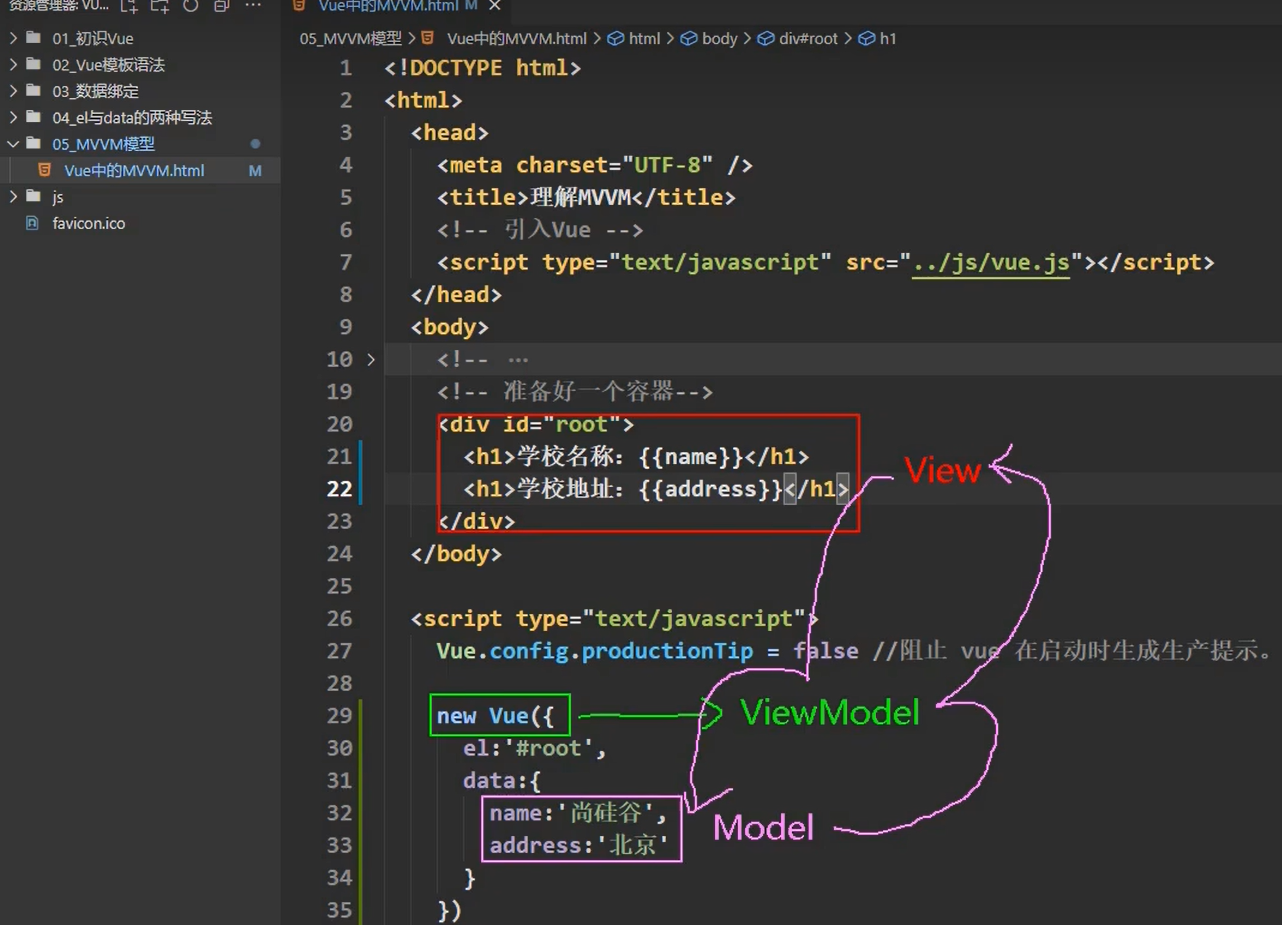 资源管理器: VU...
Vue中的MVVM.html M
01_初识Vue
02_Vue模板语法
03_数据绑定
04_el与data的两种写法
05_MVVM模型
Vue中的MVVM.html M
js
favicon.ico
05_MVVM模型 > Vue中的MVVM.html > html > body > div#root > h1
1 <!DOCTYPE html>
2 <html>
3 <head>
4 <meta charset="UTF-8" />
5 <title>理解MVVM</title>
6 <!-- 引入Vue -->
7 <script type="text/javascript" src="../js/vue.js"></script>
8 </head>
9 <body>
10 <!-- ...
19 <!-- 准备好一个容器-->
20 <div id="root">
21 <h1>学校名称：{{name}}</h1>
22 <h1>学校地址：{{address}}</h1>
23 </div>
24 </body>
25
26 <script type="text/javascript">
27 Vue.config.productionTip = false //阻止 vue 在启动时生成生产提示。
28
29 new Vue({
30 el:'#root',
31 data:{
32 name:'尚硅谷',
33 address:'北京'
34 }
35 })
View
ViewModel
Model